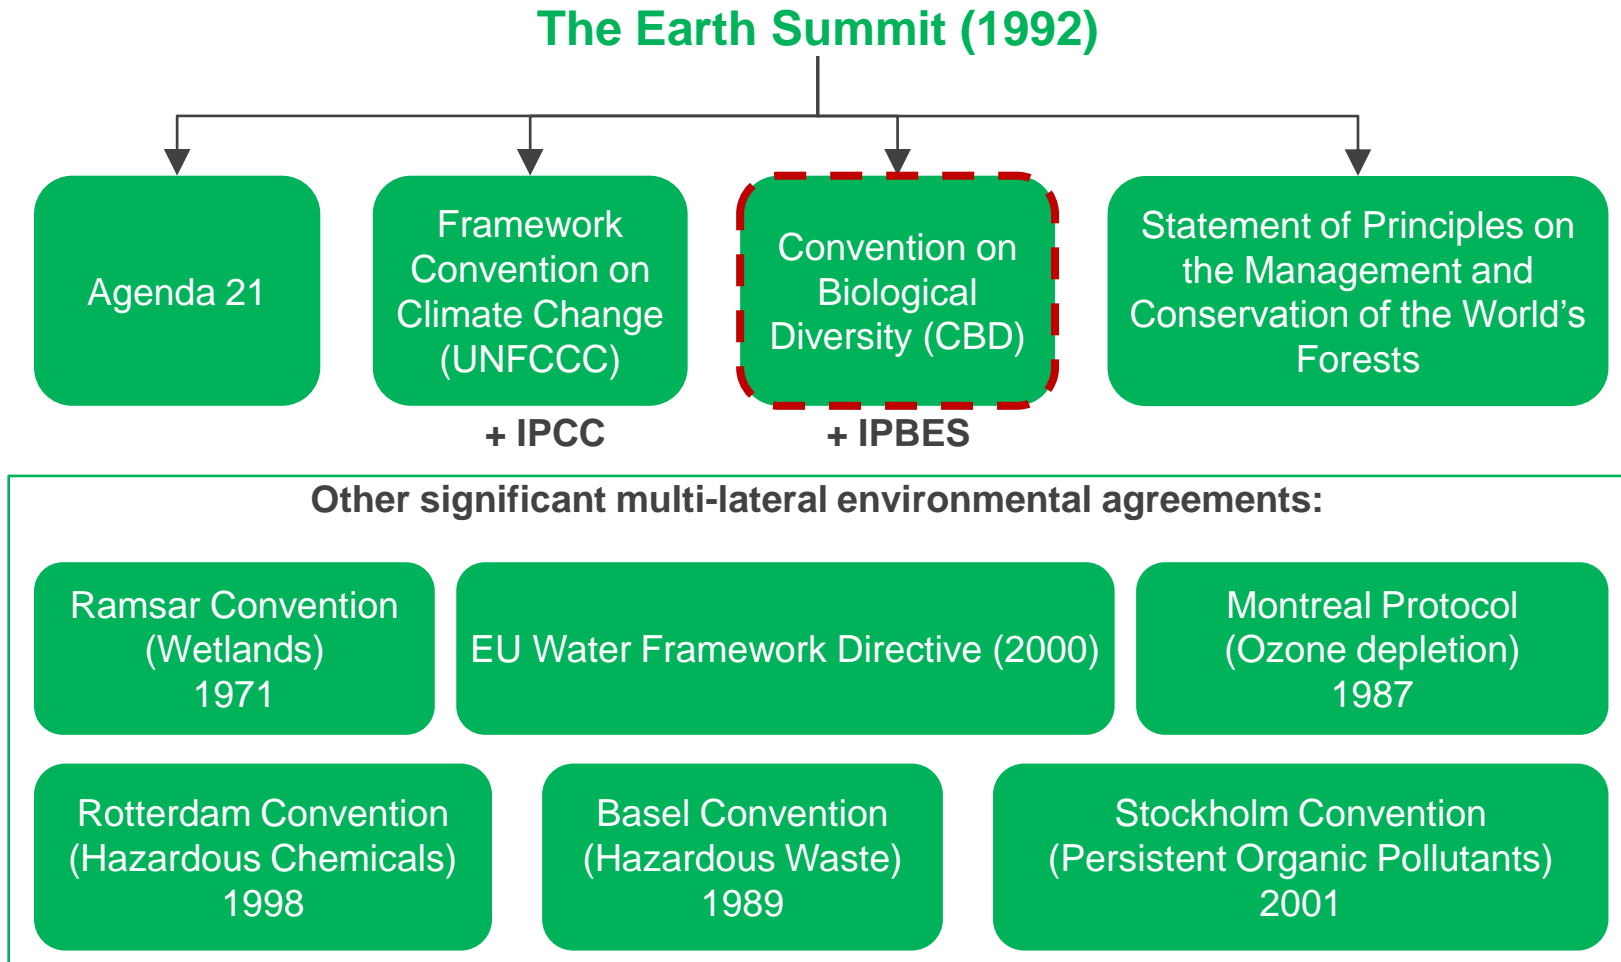 The Earth Summit (1992)
Agenda 21
Framework
Convention on
Climate Change
(UNFCCC)
Convention on
Biological
Diversity (CBD)
Statement of Principles on
the Management and
Conservation of the World’s
Forests
+ IPCC
+ IPBES
Other significant multi-lateral environmental agreements:
Ramsar Convention
(Wetlands)
1971
EU Water Framework Directive (2000)
Montreal Protocol
(Ozone depletion)
1987
Rotterdam Convention
(Hazardous Chemicals)
1998
Basel Convention
(Hazardous Waste)
1989
Stockholm Convention
(Persistent Organic Pollutants)
2001